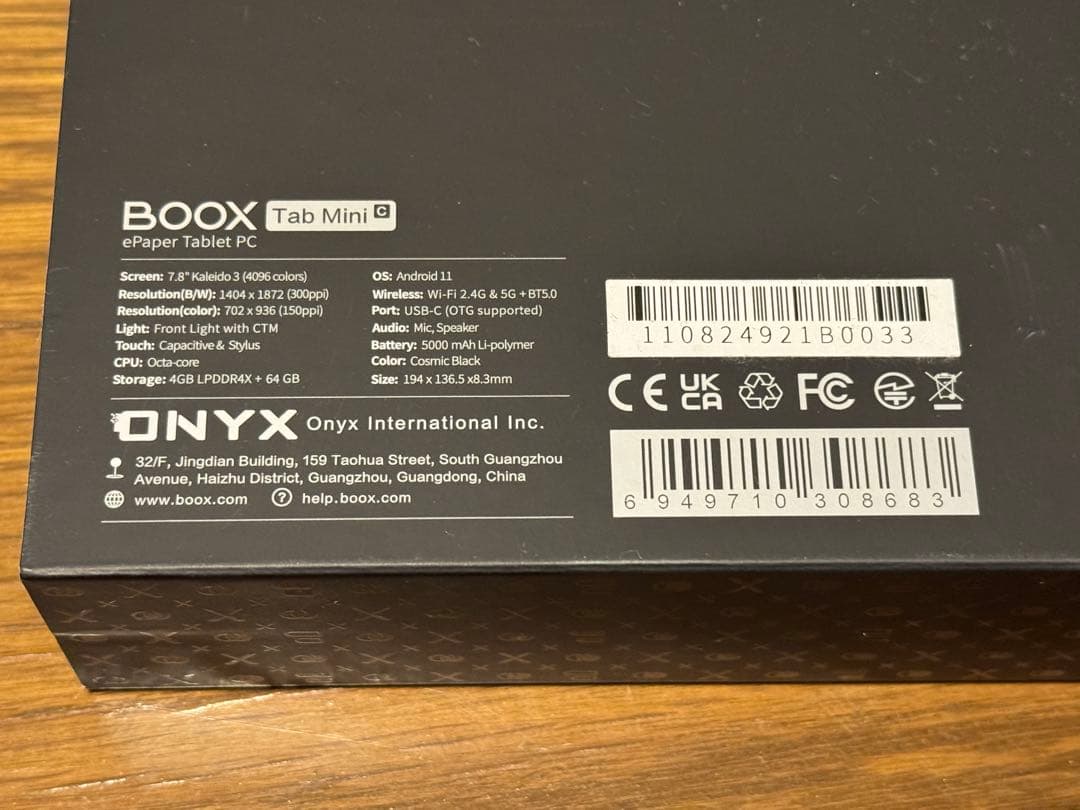 BOOX Tab Mini C
ePaper Tablet PC
Screen: 7.8" Kaleido 3 (4096 colors)
Resolution(B/W): 1404 x 1872 (300ppi)
Resolution(color): 702 x 936 (150ppi)
Light: Front Light with CTM
Touch: Capacitive & Stylus
CPU: Octa-core
Storage: 4GB LPDDR4X + 64 GB
OS: Android 11
Wireless: Wi-Fi 2.4G & 5G + BT5.0
Port: USB-C (OTG supported)
Audio: Mic, Speaker
Battery: 5000 mAh Li-polymer
Color: Cosmic Black
Size: 194 x 136.5 x8.3mm
ONYX Onyx International Inc.
32/F, Jingdian Building, 159 Taohua Street, South Guangzhou
Avenue, Haizhu District, Guangzhou, Guangdong, China
www.boox.com ? help.boox.com
110824921B0033
CE UK CA FC
6 949710 308683